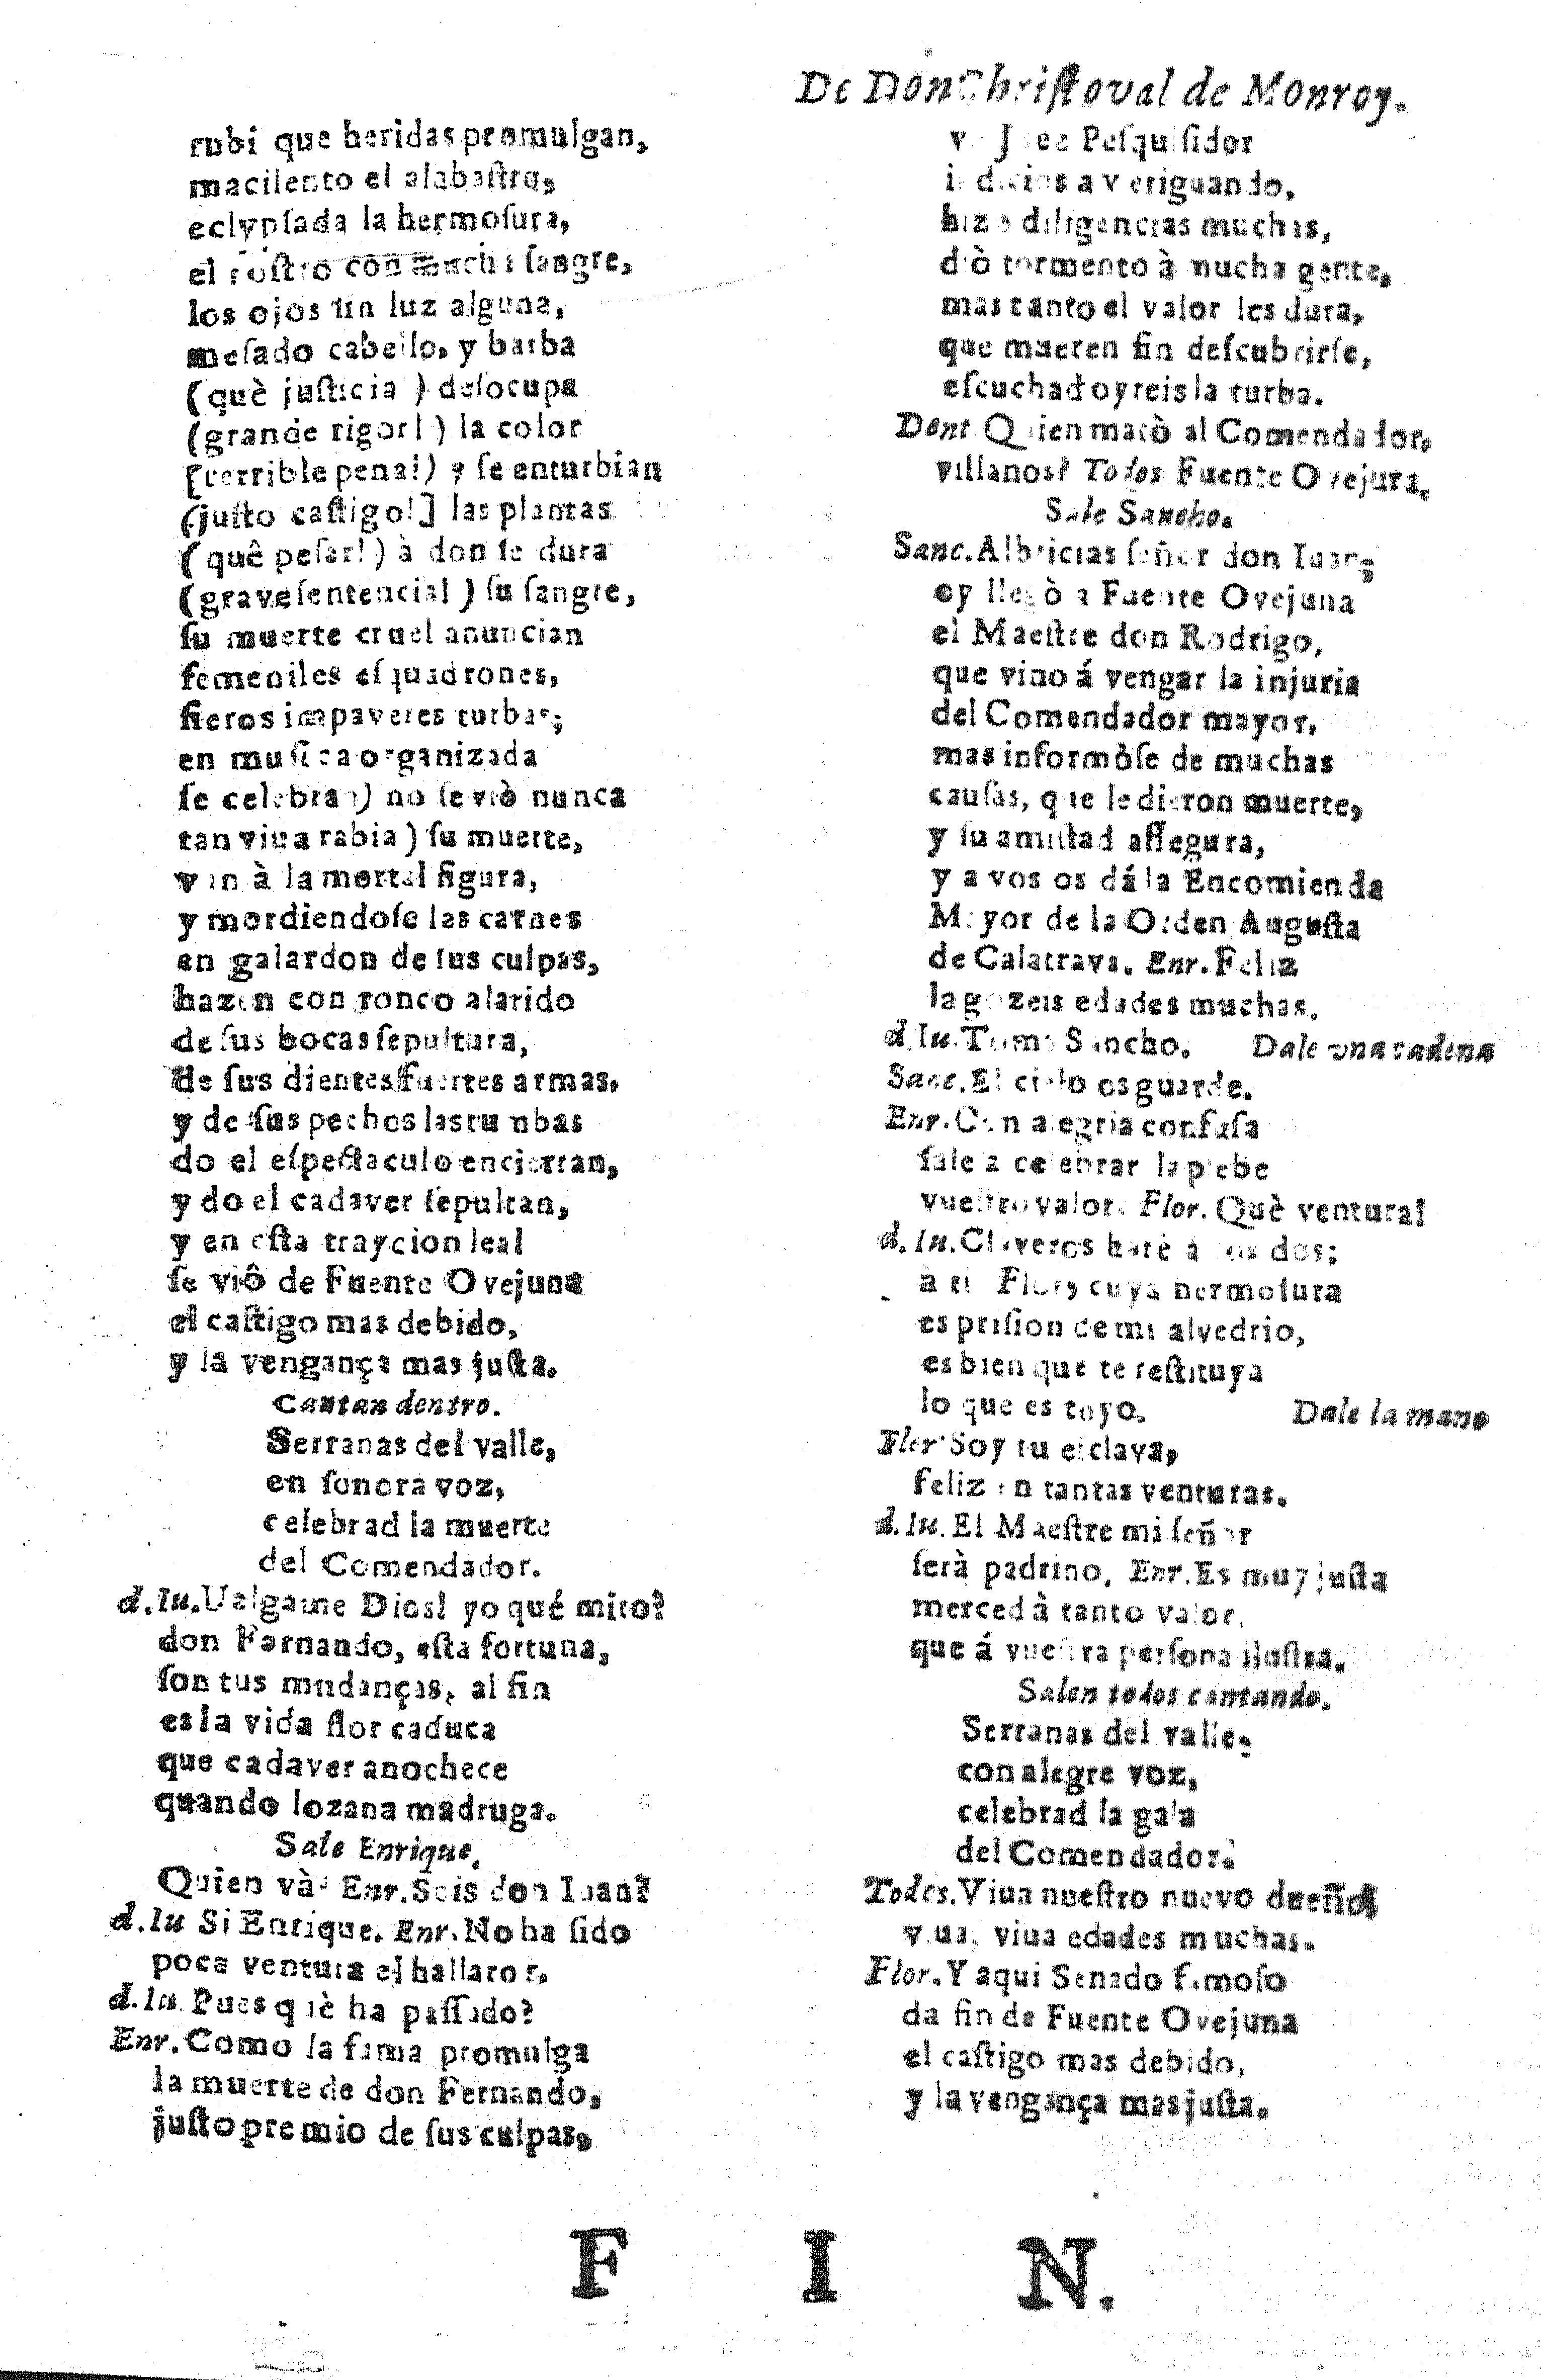 De Don Christoval de Monroy.
rubi que heridas promulgan,
macilento el alabastro,
eclypsada la hermosura,
el rostro con mucha sangre,
los ojos sin luz alguna,
mesado cabello, y barba
(què justicia) desocupa
(grande rigor!) la color
[terrible pena!) y se enturbian
(justo castigo!] las plantas
(quê pesar!) à don se dura
(grave sentencia!) su sangre,
su muerte cruel anuncian
femeniles esquadrones,
fieros impaveres turbas;
en musica organizada
se celebran) no se viò nunca
tan viua rabia) su muerte,
van à la mortal figura,
y mordiendose las carnes
en galardon de sus culpas,
hazen con ronco alarido
de sus bocas sepultura,
de sus dientes fuertes armas,
y de sus pechos las tumbas
do el espectaculo encierran,
y do el cadaver sepultan,
y en esta traycion leal
se viô de Fuente Ovejuna
el castigo mas debido,
y la vengança mas justa.
Cantan dentro.
Serranas del valle,
en sonora voz,
celebrad la muerte
del Comendador.
d.Iu. Ualgame Dios! yo qué miro?
don Farnando, esta fortuna,
son tus mudanças, al fin
es la vida flor caduca
que cadaver anochece
quando lozana madruga.
Sale Enrique.
Quien và? Enr. Sois don Iuan?
d.Iu Si Enrique. Enr. No ha sido
poca ventura el hallaros.
d.Iu. Pues què ha passado?
Enr. Como la fama promulga
la muerte de don Fernando,
justo premio de sus culpas,
v Juez Pesquisidor
indicios averiguando,
hizo diligencias muchas,
diò tormento à mucha gente,
mas tanto el valor les dura,
que mueren sin descubrirse,
escuchad oyreis la turba.
Dent Quien matò al Comendador,
villanos? Todos Fuente Ovejura.
Sale Sancho.
Sanc. Albricias señor don Iuan;
oy llegò a Fuente Ovejuna
el Maestre don Rodrigo,
que vino á vengar la injuria
del Comendador mayor,
mas informòse de muchas
causas, que le dieron muerte,
y su amistad assegura,
y a vos os dá la Encomienda
Mayor de la Orden Augusta
de Calatrava. Enr. Feliz
la gozeis edades muchas.
d.Iu. Toma Sancho. Dale vna cadena
Sanc. El cielo os guarde.
Enr. Con alegria confusa
sale a celebrar la plebe
vuestro valor. Flor. Què ventura!
d.Iu. Claveros harè á los dos;
à ti Flor, cuya hermosura
es prision de mi alvedrio,
es bien que te restituya
lo que es tuyo. Dale la mano
Flor Soy tu esclava,
feliz en tantas venturas.
d.Iu. El Maestre mi señor
serà padrino. Enr. Es muy justa
merced à tanto valor,
que á vuestra persona ilustra.
Salen todos cantando.
Serranas del valle,
con alegre voz,
celebrad la gala
del Comendador.
Todos. Viua nuestro nuevo dueño,
viua, viua edades muchas.
Flor. Y aqui Senado famoso
da fin de Fuente Ovejuna
el castigo mas debido,
y la vengança mas justa.
F I N.